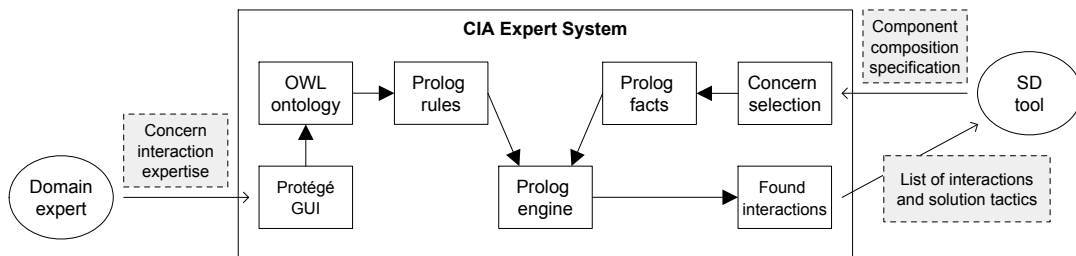 CIA Expert System
Component
composition
specification
OWL
ontology
Prolog
rules
Prolog
facts
Concern
selection
SD
tool
Concern
interaction
expertise
Domain
expert
Protégé
GUI
Prolog
engine
Found
interactions
List of interactions
and solution tactics